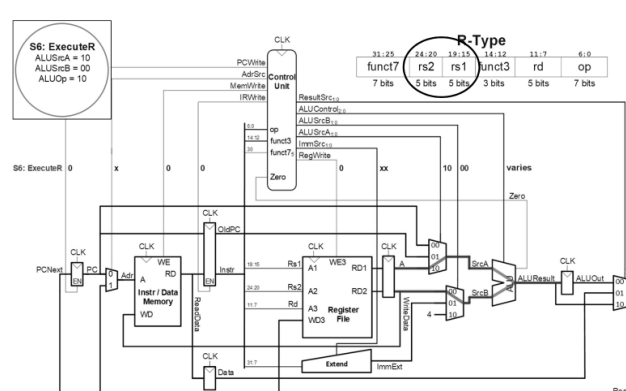 S6: ExecuteR
ALUSrcA = 10
ALUSrcB = 00
ALUOp = 10
R-Type
31:25 24:20 19:15 14:12 11:7 6:0
funct7 rs2 rs1 funct3 rd op
7 bits 5 bits 5 bits 3 bits 5 bits 7 bits
CLK
PCWrite
AdrSrc
MemWrite
IRWrite
Control
Unit
ResultSrc1:0
ALUControl2:0
ALUSrcB1:0
ALUSrcA1:0
ImmSrc1:0
RegWrite
6:0 op
14:12 funct3
30 funct75
Zero
S6: ExecuteR 0 x 0 0 0 xx 10 00 varies
Zero
CLK
OldPC
CLK
PCNext
PC
EN
0
1
Adr
CLK
WE
A RD
Instr / Data
Memory
WD
EN
Instr
ReadData
CLK
Data
19:15 Rs1
24:20 Rs2
11:7 Rd
31:7
CLK
WE3
A1 RD1
A2 RD2
A3
WD3
Register
File
Extend
ImmExt
CLK
A
WriteData
00
01
10
00
01
10
4
SrcA
SrcB
ALU
ALUResult
CLK
ALUOut
00
01
10